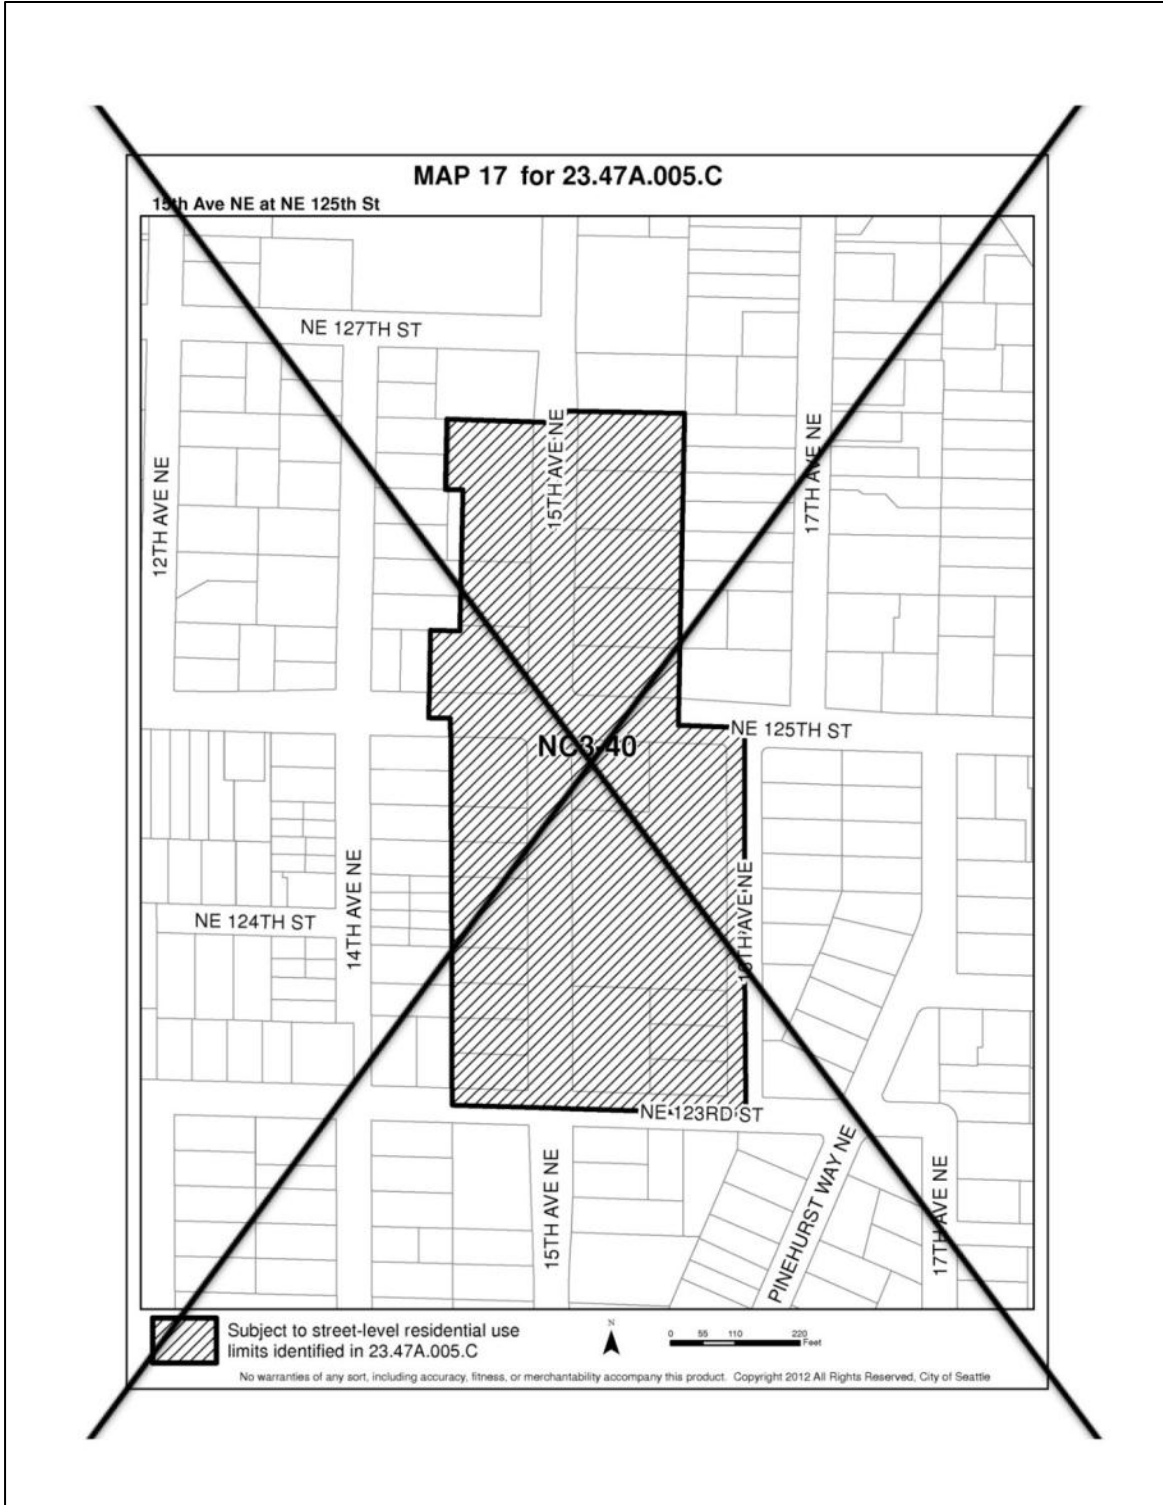 MAP 17 for 23.47A.005.C
15th Ave NE at NE 125th St
NE 127TH ST
15TH AVE NE
17TH AVE NE
12TH AVE NE
NE 125TH ST
NC3-40
14TH AVE NE
16TH AVE NE
NE 124TH ST
NE 123RD ST
15TH AVE NE
PINEHURST WAY NE
17TH AVE NE
Subject to street-level residential use
limits identified in 23.47A.005.C
N
0 55 110 220
Feet
No warranties of any sort, including accuracy, fitness, or merchantability accompany this product. Copyright 2012 All Rights Reserved, City of Seattle